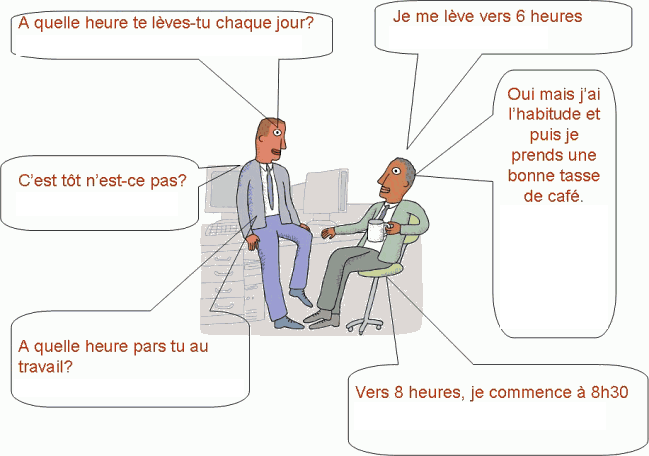 A quelle heure te lèves-tu chaque jour?
Je me lève vers 6 heures
C'est tôt n'est-ce pas?
Oui mais j'ai
l'habitude et
puis je
prends une
bonne tasse
de café.
A quelle heure pars tu au
travail?
Vers 8 heures, je commence à 8h30